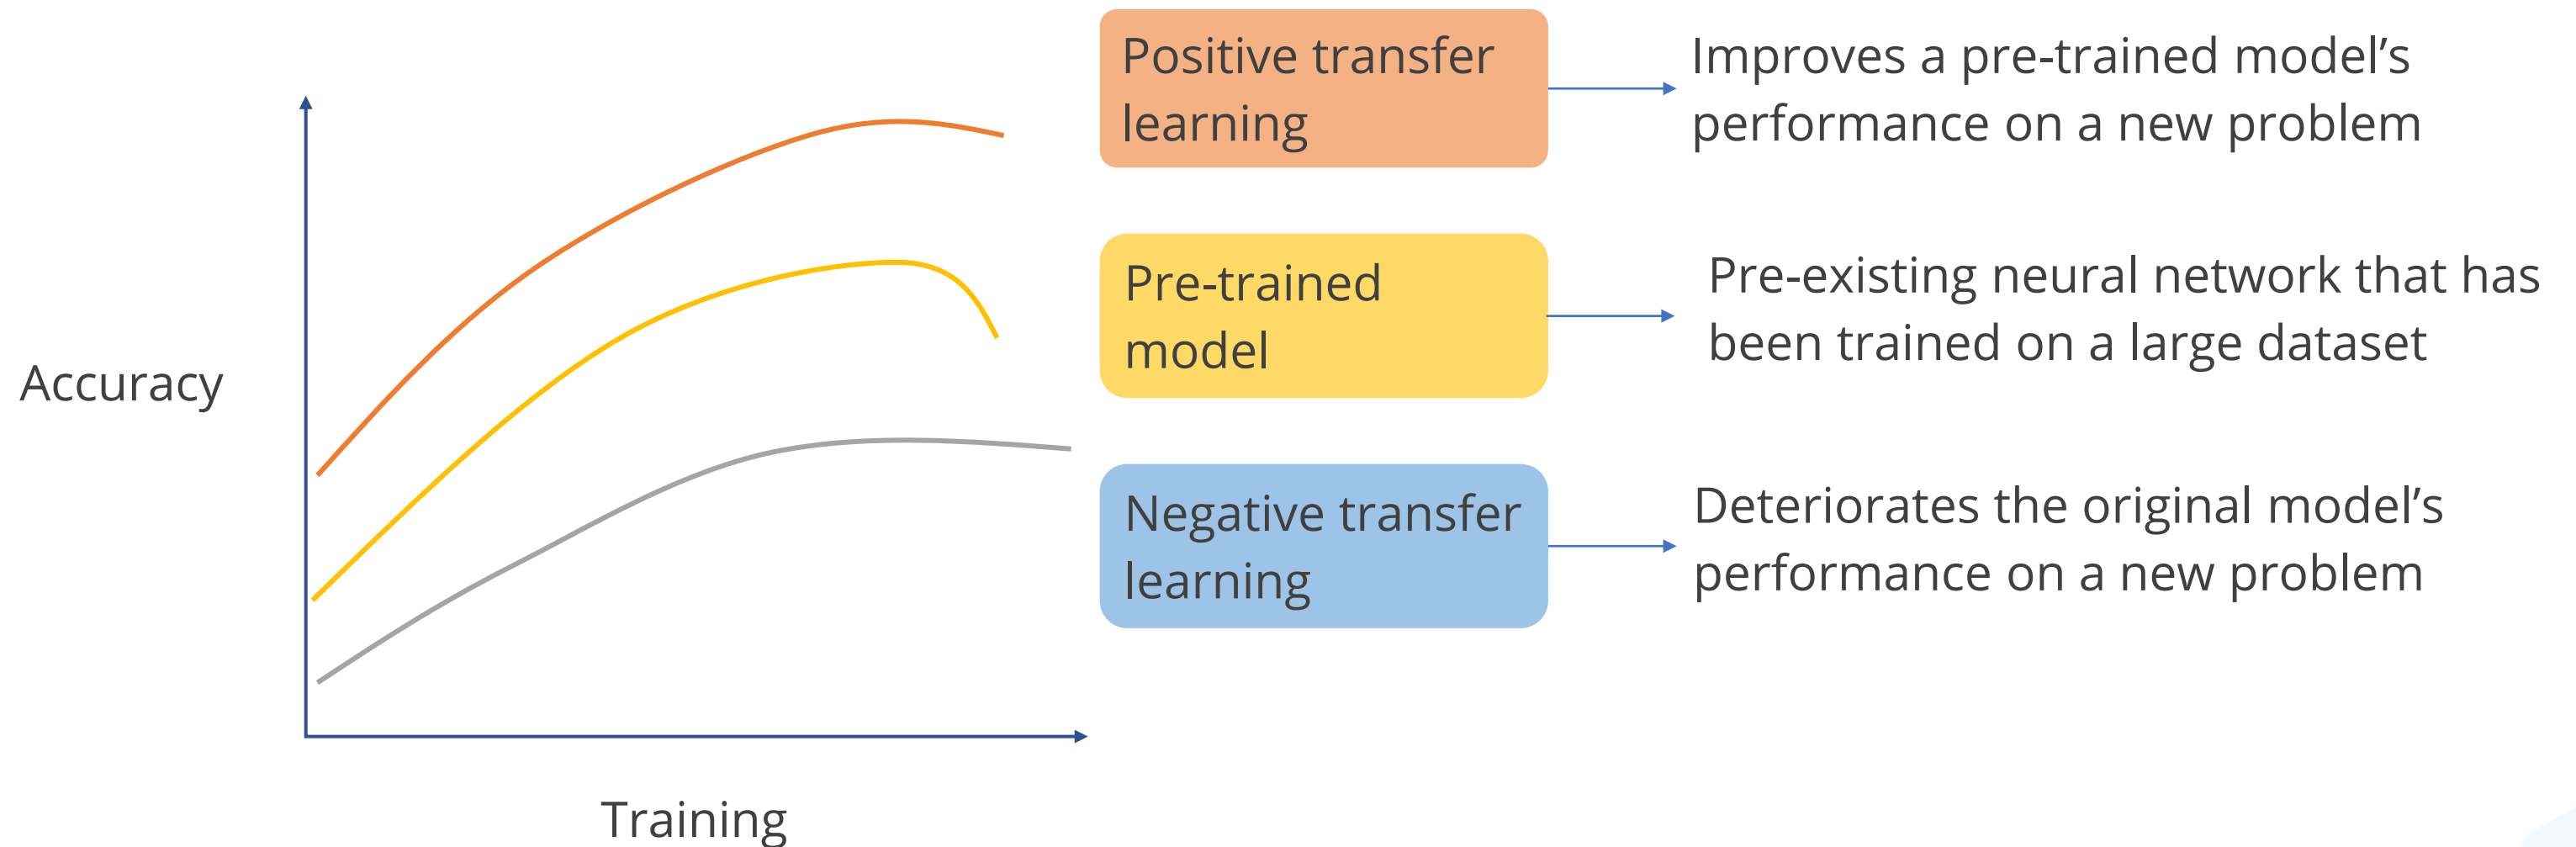 Positive transfer
learning
Improves a pre-trained model’s
performance on a new problem
Pre-trained
model
Pre-existing neural network that has
been trained on a large dataset
Accuracy
Negative transfer
learning
Deteriorates the original model’s
performance on a new problem
Training